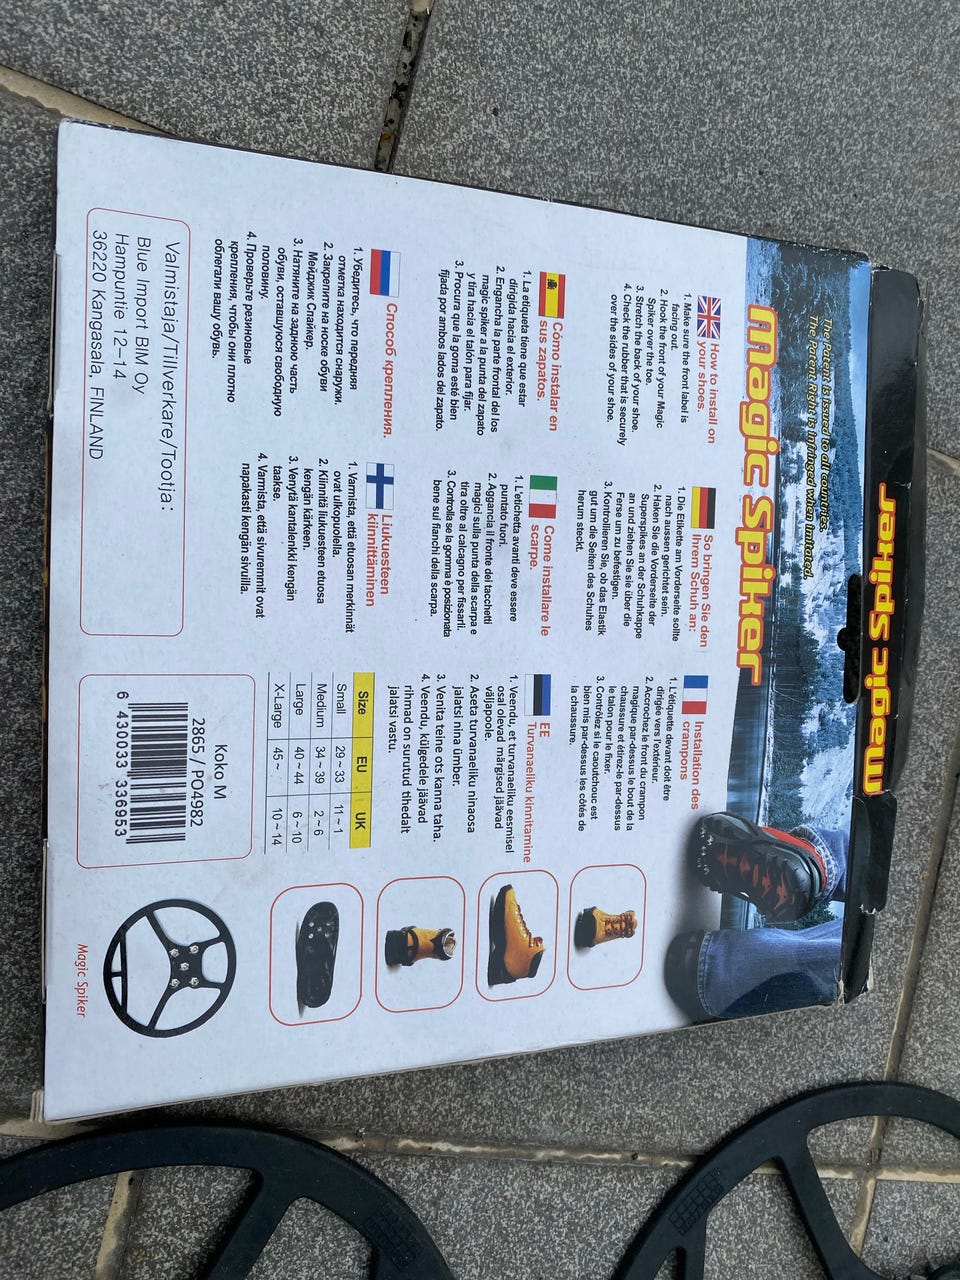 Magic Spiker
The Patent is issued to all countries.
The Patent Right is infringed when imitated.
Magic Spiker
How to install on
your shoes.
1. Make sure the front label is
facing out.
2. Hook the front of your Magic
Spiker over the toe.
3. Stretch the back of your shoe.
4. Check the rubber that is securely
over the sides of your shoe.
So bringen Sie den
Ihrem Schuh an:
1. Die Etikette am Vorderseite sollte
nach aussen gerichtet sein.
2. Haken Sie die Vorderseite der
Superspikes an der Schuhkappe
an und ziehen Sie sie über die
Ferse um zu befestigen.
3. Kontrollieren Sie, ob das Elastik
gut um die Seiten des Schuhes
herum steckt.
Installation des
crampons
1. L'étiquette devant doit être
dirigée vers l'extérieur.
2. Accrochez le front du crampon
magique par-dessus le bout de la
chaussure et étirez-le par-dessus
le talon pour le fixer.
3. Contrôlez si le caoutchouc est
bien mis par-dessus les côtés de
la chaussure.
Cómo instalar en
sus zapatos.
1. La etiqueta tiene que estar
dirigida hacia el exterior.
2. Engancha la parte frontal del los
magic spiker a la punta del zapato
y tira hacia el talon para fijar.
3. Procura que la goma esté bien
fijada por ambos lados del zapato.
Come installare le
scarpe.
1. L'etichetta avanti deve essere
puntato fuori.
2. Aggancia il fronte del tacchetti
magici sulla punta della scarpa e
tira oltre al calcagno per fissarli.
3. Controlla se la gomma é posizionata
bene sui fianchi della scarpa.
EE
Turvanaeliku kinnitamine
1. Veendu, et turvanaeliku eesmisel
osal olevad märgised jäävad
väljapoole.
2. Aseta turvanaeliku ninaosa
jalatsi nina ümber.
3. Venita teine ots kanna taha.
4. Veendu, külgedele jäävad
rihmad on surutud tihedalt
jalatsi vastu.
Способ крепления.
1. Убедитесь, что передняя
отметка находится снаружи.
2. Закрепите на носке обуви
Мейджик Спайкер.
3. Натяните на заднюю часть
обуви, оставшуюся свободную
половину.
4. Проверьте резиновые
крепления, чтобы они плотно
облегали вашу обувь.
Liukuesteen
kiinnittäminen
1. Varmista, että etuosan merkinnät
ovat ulkopuolella.
2. Kiinnitä liukuesteen etuosa
kengän kärkeen.
3. Venytä kantalenkki kengän
taakse.
4. Varmista, että sivuremmit ovat
napakasti kengän sivuilla.
Size EU UK
Small 29 ~ 33 11 ~ 1
Medium 34 ~ 39 2 ~ 6
Large 40 ~ 44 6 ~ 10
X-Large 45 ~ 10 ~ 14
Valmistaja/Tillverkare/Tootja:
Blue Import BIM Oy
Hampuntie 12-14
36220 Kangasala, FINLAND
Koko M
2865 / PO4982
6 430033 336953
Magic Spiker